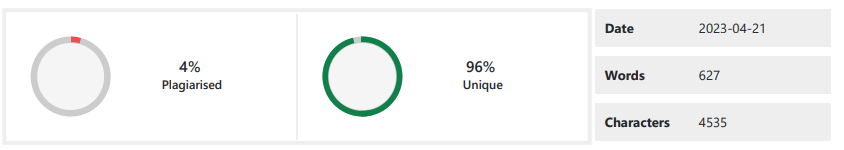 4%
Plagiarised
96%
Unique
Date 2023-04-21
Words 627
Characters 4535